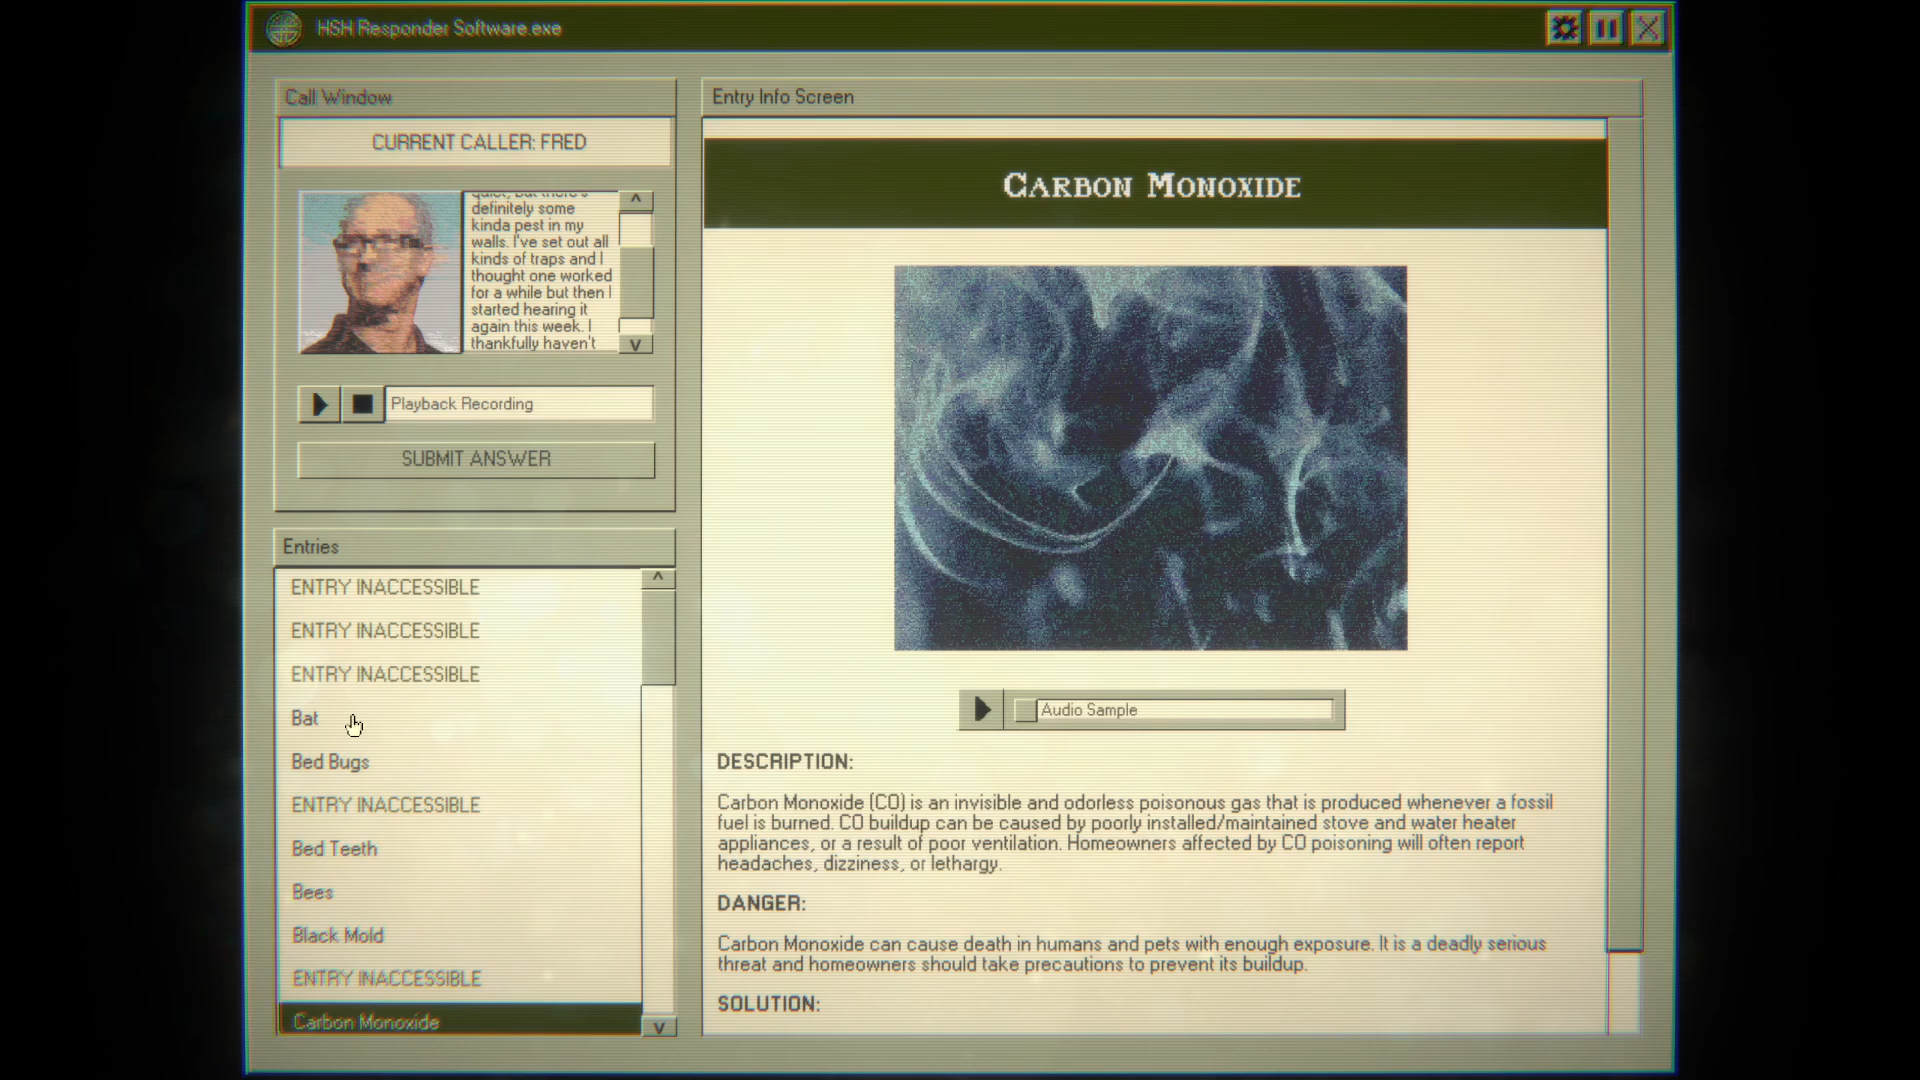 HSH Responder Software.exe
Call Window
CURRENT CALLER: FRED
definitely some
kinda pest in my
walls. I've set out all
kinds of traps and I
thought one worked
for a while but then I
started hearing it
again this week. I
thankfully haven't
Playback Recording
SUBMIT ANSWER
Entries
ENTRY INACCESSIBLE
ENTRY INACCESSIBLE
ENTRY INACCESSIBLE
Bat
Bed Bugs
ENTRY INACCESSIBLE
Bed Teeth
Bees
Black Mold
ENTRY INACCESSIBLE
Carbon Monoxide
Entry Info Screen
CARBON MONOXIDE
Audio Sample
DESCRIPTION:
Carbon Monoxide (CO) is an invisible and odorless poisonous gas that is produced whenever a fossil
fuel is burned. CO buildup can be caused by poorly installed/maintained stove and water heater
appliances, or a result of poor ventilation. Homeowners affected by CO poisoning will often report
headaches, dizziness, or lethargy.
DANGER:
Carbon Monoxide can cause death in humans and pets with enough exposure. It is a deadly serious
threat and homeowners should take precautions to prevent its buildup.
SOLUTION: